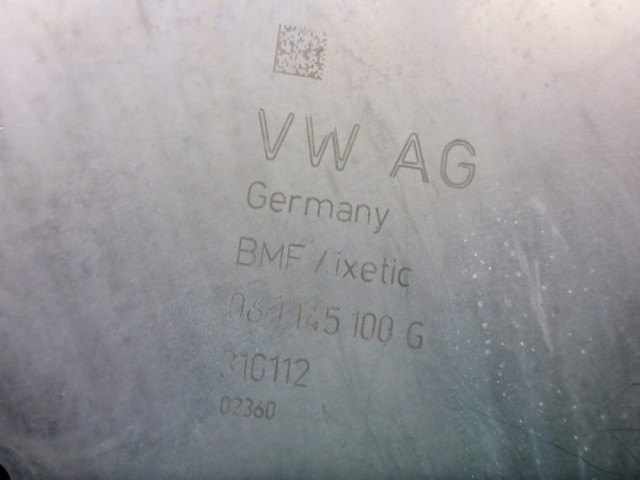 VW AG
Germany
BMF / ixetic
06J 145 100 G
310112
02360